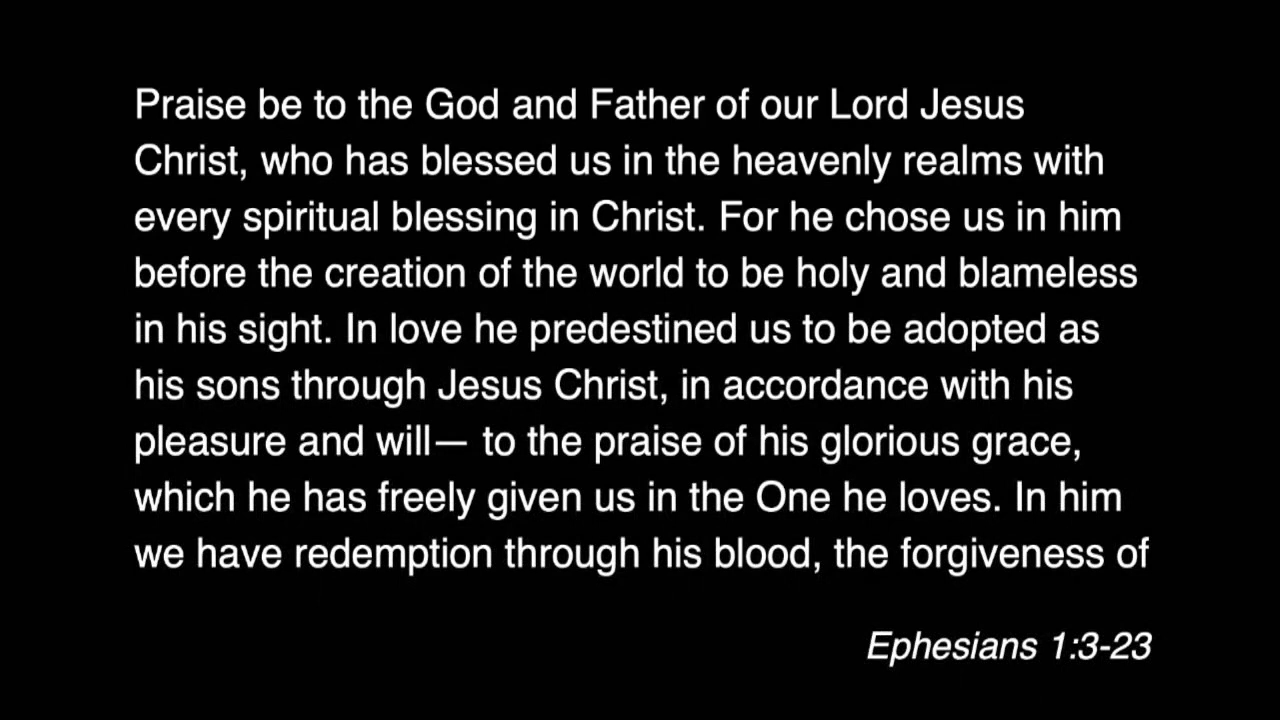 Praise be to the God and Father of our Lord Jesus
Christ, who has blessed us in the heavenly realms with
every spiritual blessing in Christ. For he chose us in him
before the creation of the world to be holy and blameless
in his sight. In love he predestined us to be adopted as
his sons through Jesus Christ, in accordance with his
pleasure and will— to the praise of his glorious grace,
which he has freely given us in the One he loves. In him
we have redemption through his blood, the forgiveness of
Ephesians 1:3-23